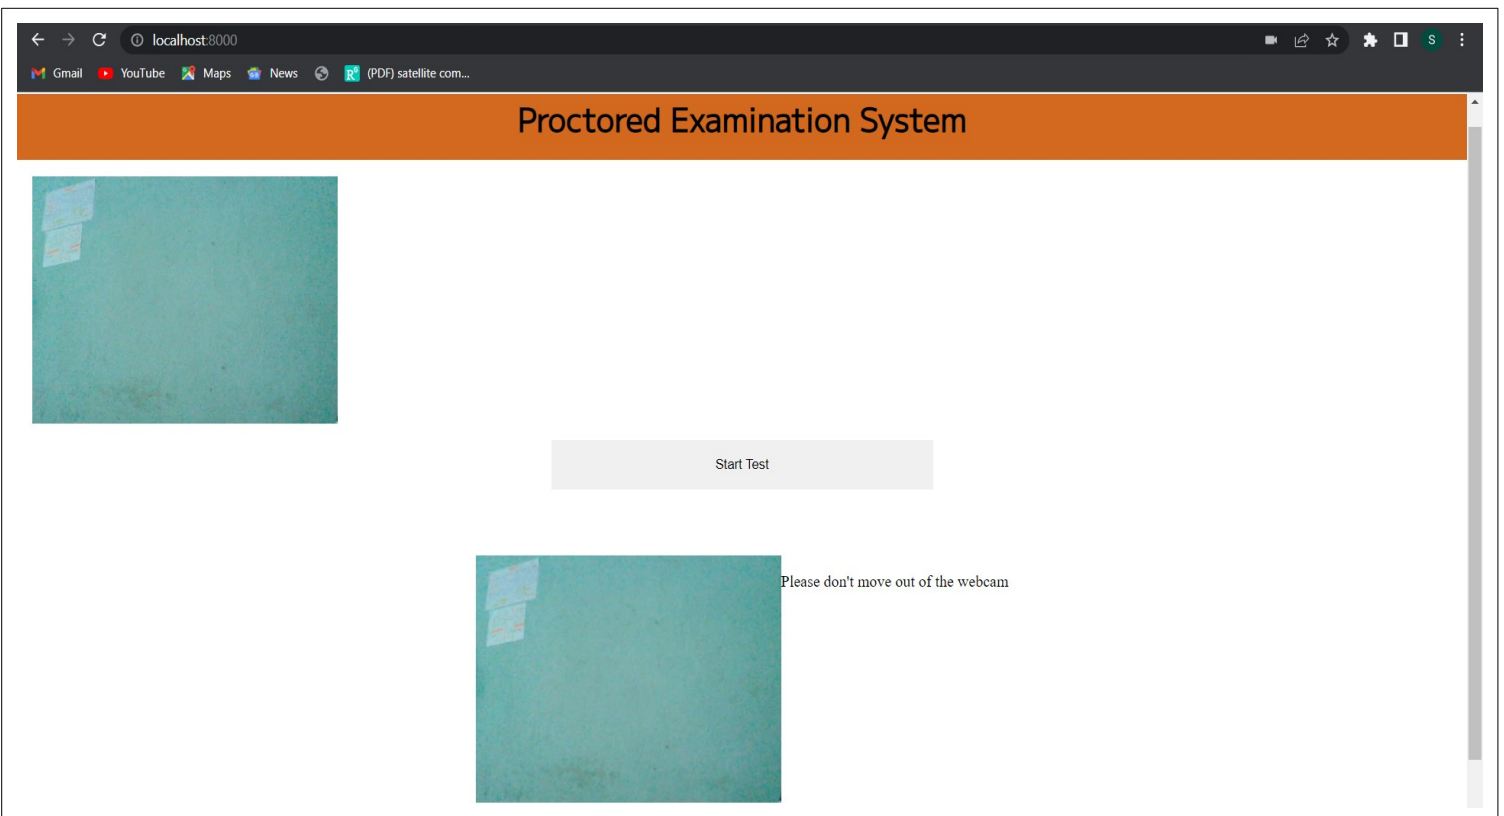 localhost:8000
S
Gmail YouTube Maps News (PDF) satellite com...
Proctored Examination System
Start Test
Please don't move out of the webcam